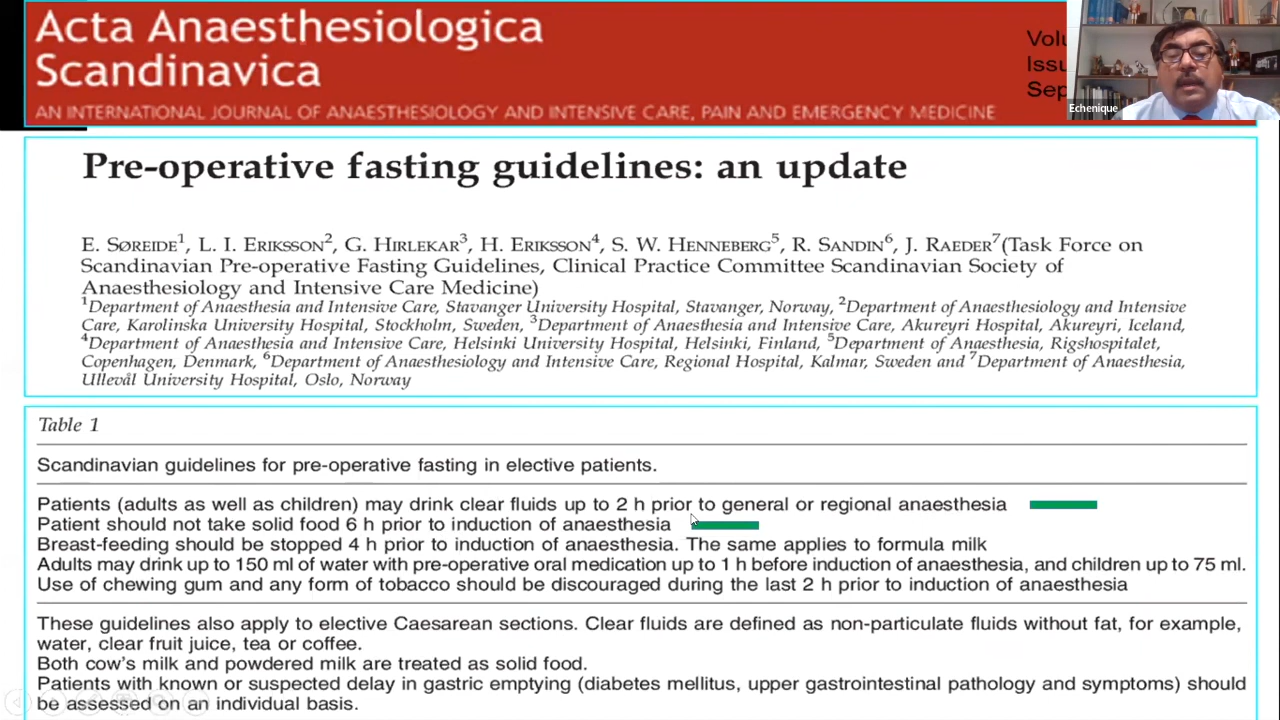 Acta Anaesthesiologica
Scandinavica
AN INTERNATIONAL JOURNAL OF ANAESTHESIOLOGY AND INTENSIVE CARE, PAIN AND EMERGENCY MEDICINE
Echenique
Pre-operative fasting guidelines: an update
E. SØREIDE¹, L. I. ERIKSSON², G. HIRLEKAR³, H. ERIKSSON⁴, S. W. HENNEBERG⁵, R. SANDIN⁶, J. RAEDER⁷(Task Force on
Scandinavian Pre-operative Fasting Guidelines, Clinical Practice Committee Scandinavian Society of
Anaesthesiology and Intensive Care Medicine)
¹Department of Anaesthesia and Intensive Care, Stavanger University Hospital, Stavanger, Norway, ²Department of Anaesthesiology and Intensive
Care, Karolinska University Hospital, Stockholm, Sweden, ³Department of Anaesthesia and Intensive Care, Akureyri Hospital, Akureyri, Iceland,
⁴Department of Anaesthesia and Intensive Care, Helsinki University Hospital, Helsinki, Finland, ⁵Department of Anaesthesia, Rigshospitalet,
Copenhagen, Denmark, ⁶Department of Anaesthesiology and Intensive Care, Regional Hospital, Kalmar, Sweden and ⁷Department of Anaesthesia,
Ullevål University Hospital, Oslo, Norway
Table 1
Scandinavian guidelines for pre-operative fasting in elective patients.
Patients (adults as well as children) may drink clear fluids up to 2 h prior to general or regional anaesthesia
Patient should not take solid food 6 h prior to induction of anaesthesia
Breast-feeding should be stopped 4 h prior to induction of anaesthesia. The same applies to formula milk
Adults may drink up to 150 ml of water with pre-operative oral medication up to 1 h before induction of anaesthesia, and children up to 75 ml.
Use of chewing gum and any form of tobacco should be discouraged during the last 2 h prior to induction of anaesthesia
These guidelines also apply to elective Caesarean sections. Clear fluids are defined as non-particulate fluids without fat, for example,
water, clear fruit juice, tea or coffee.
Both cow's milk and powdered milk are treated as solid food.
Patients with known or suspected delay in gastric emptying (diabetes mellitus, upper gastrointestinal pathology and symptoms) should
be assessed on an individual basis.